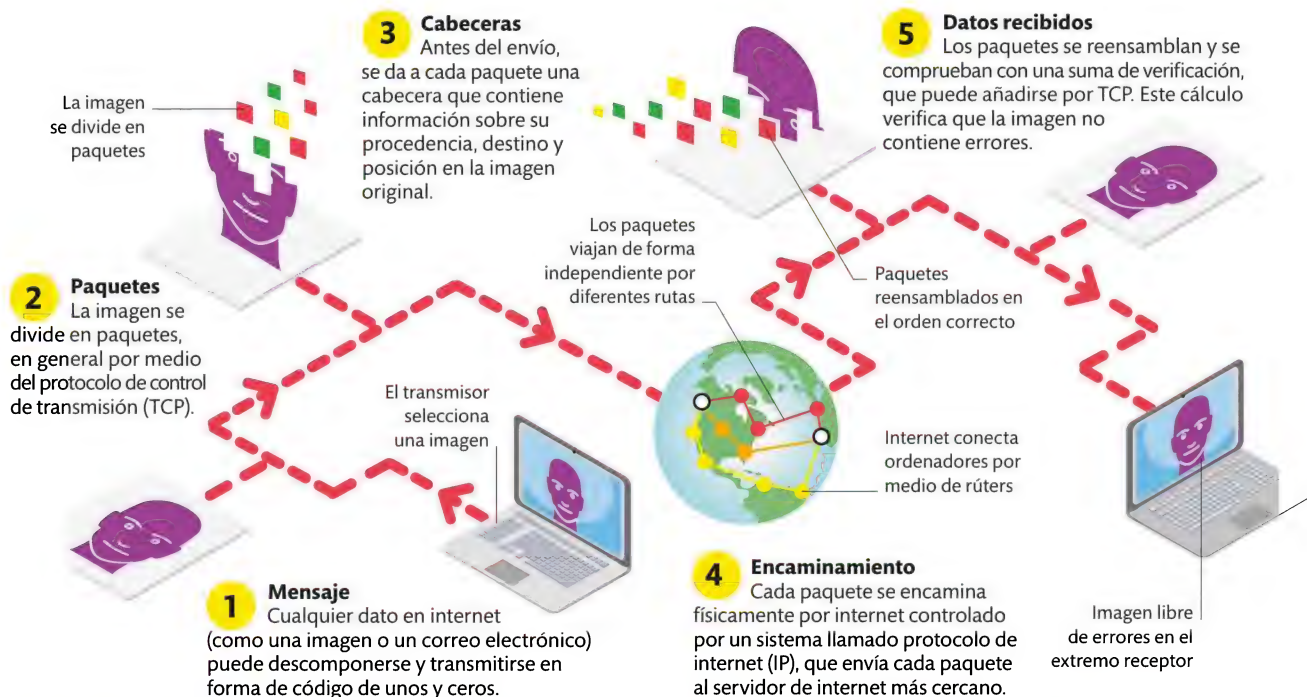 1 Mensaje
Cualquier dato en internet
(como una imagen o un correo electrónico)
puede descomponerse y transmitirse en
forma de código de unos y ceros.
El transmisor
selecciona
una imagen
2 Paquetes
La imagen se
divide en paquetes,
en general por medio
del protocolo de control
de transmisión (TCP).
La imagen
se divide en
paquetes
3 Cabeceras
Antes del envío,
se da a cada paquete una
cabecera que contiene
información sobre su
procedencia, destino y
posición en la imagen
original.
Los paquetes
viajan de forma
independiente por
diferentes rutas
4 Encaminamiento
Cada paquete se encamina
físicamente por internet controlado
por un sistema llamado protocolo de
internet (IP), que envía cada paquete
al servidor de internet más cercano.
Internet conecta
ordenadores por
medio de rúters
5 Datos recibidos
Los paquetes se reensamblan y se
comprueban con una suma de verificación,
que puede añadirse por TCP. Este cálculo
verifica que la imagen no
contiene errores.
Paquetes
reensamblados en
el orden correcto
Imagen libre
de errores en el
extremo receptor